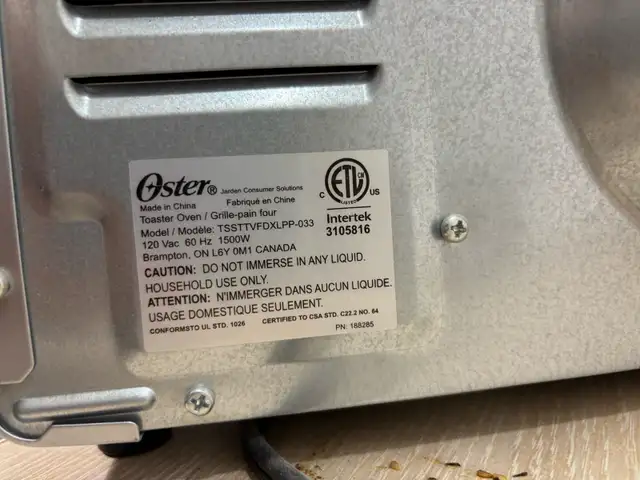 Oster® Jarden Consumer Solutions
Made in China Fabriqué en Chine
Toaster Oven / Grille-pain four
Model / Modèle: TSSTTVFDXLPP-033
120 Vac 60 Hz 1500W
Brampton, ON L6Y 0M1 CANADA
C ETL CM US
LISTED
Intertek
3105816
CAUTION: DO NOT IMMERSE IN ANY LIQUID.
HOUSEHOLD USE ONLY.
ATTENTION: N'IMMERGER DANS AUCUN LIQUIDE.
USAGE DOMESTIQUE SEULEMENT.
CONFORMSTO UL STD. 1026 CERTIFIED TO CSA STD. C22.2 NO. 64
PN: 188285